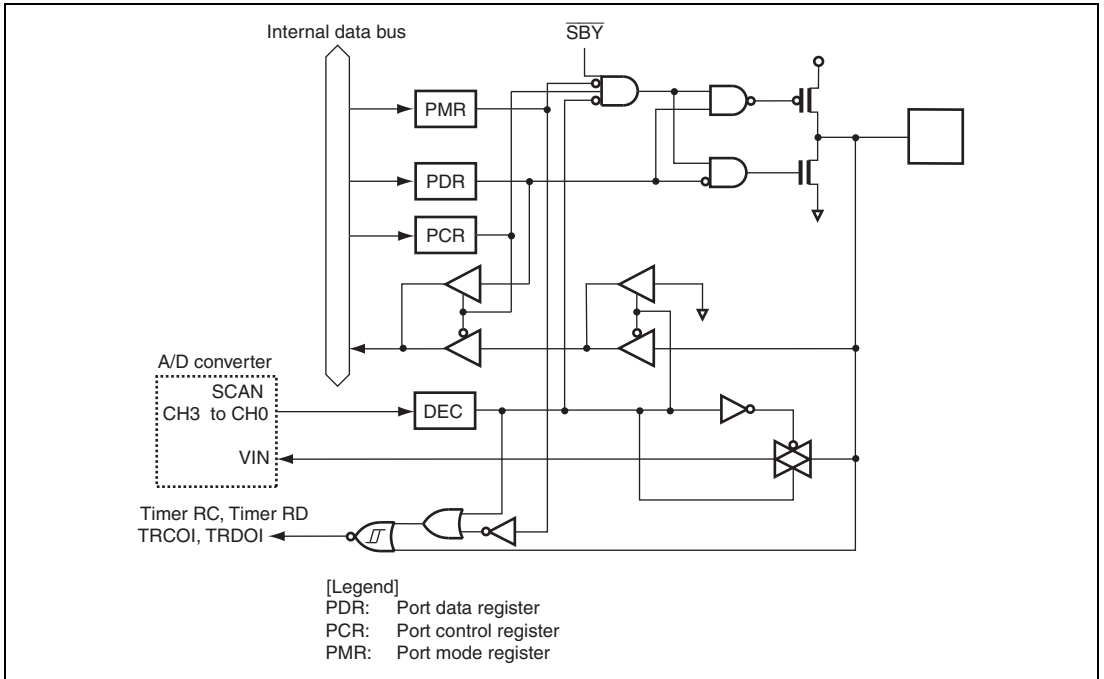 Internal data bus
SBY
PMR
PDR
PCR
A/D converter
SCAN
CH3 to CH0
DEC
VIN
Timer RC, Timer RD
TRCOI, TRDOI
[Legend]
PDR: Port data register
PCR: Port control register
PMR: Port mode register